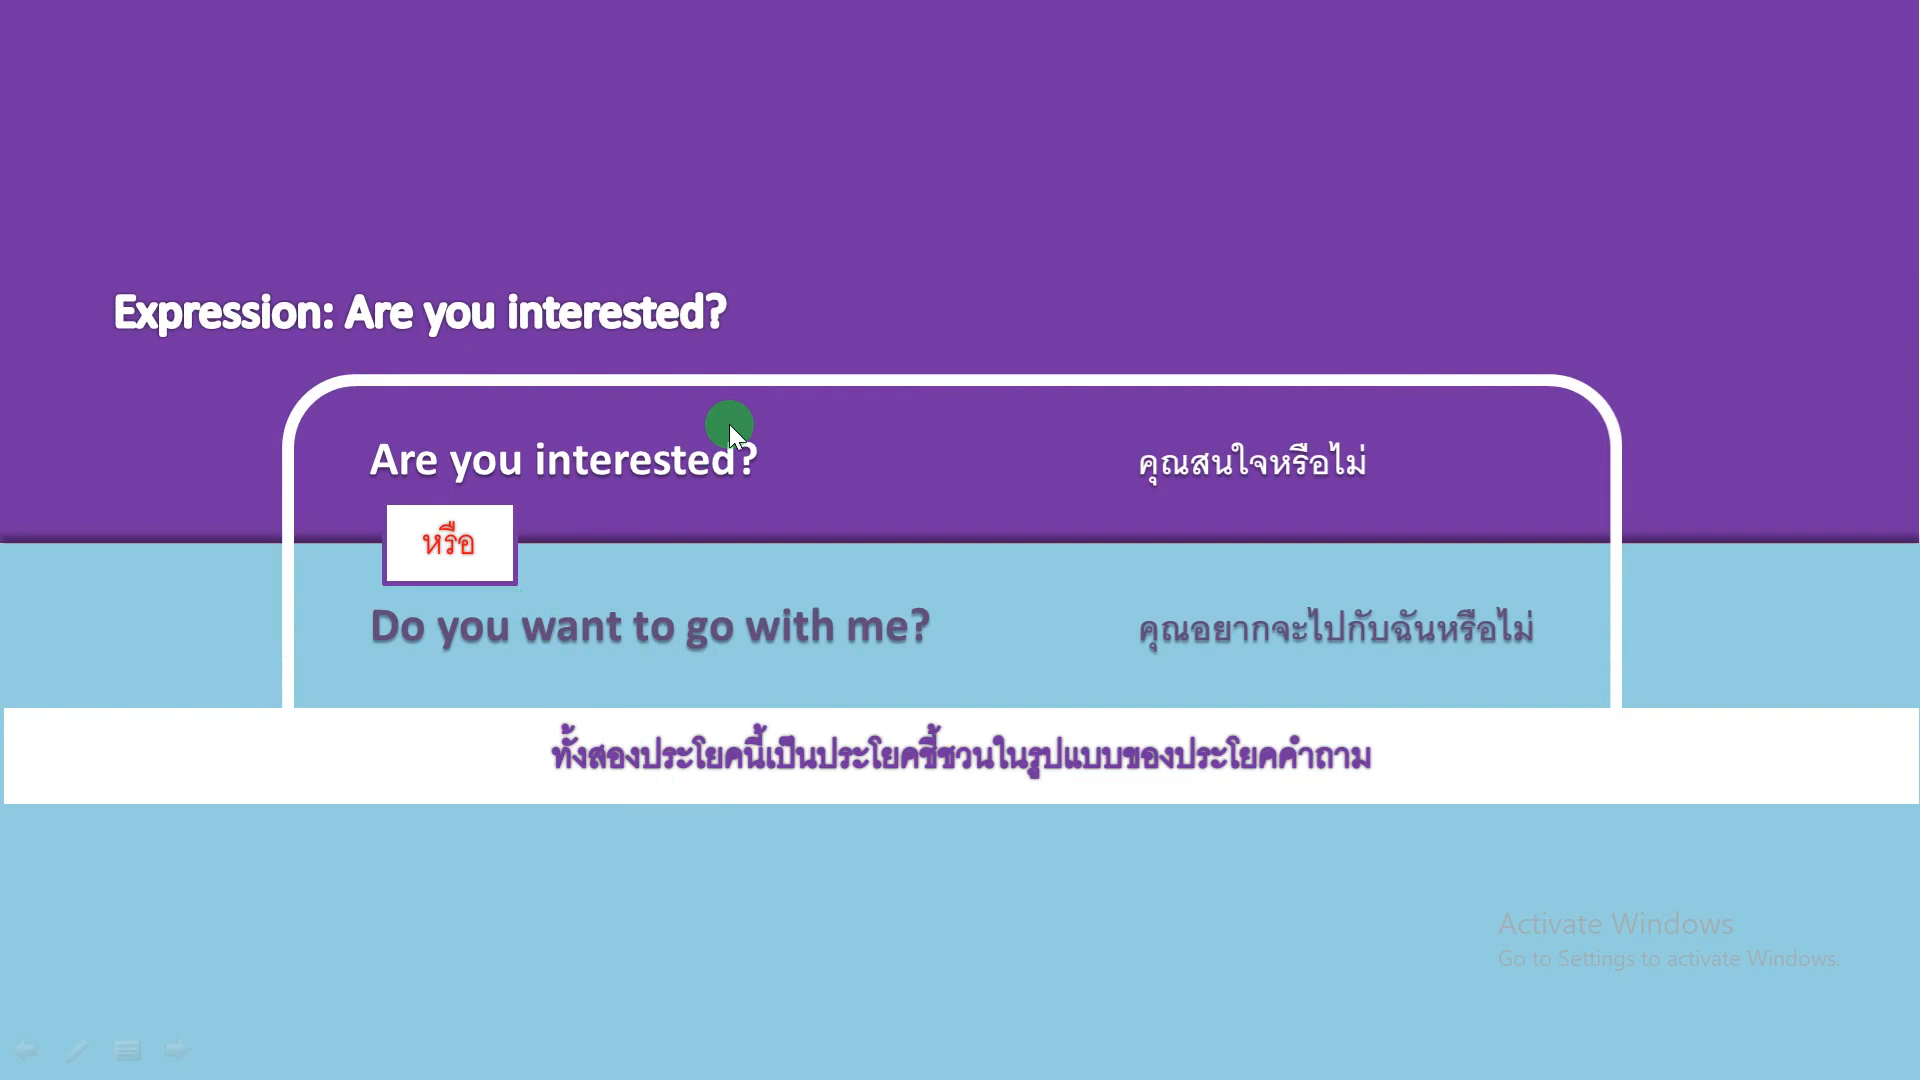 Expression: Are you interested?
Are you interested? คุณสนใจหรือไม่
หรือ
Do you want to go with me? คุณอยากจะไปกับฉันหรือไม่
ทั้งสองประโยคนี้เป็นประโยคชี้ชวนในรูปแบบของประโยคคำถาม
Activate Windows
Go to Settings to activate Windows.